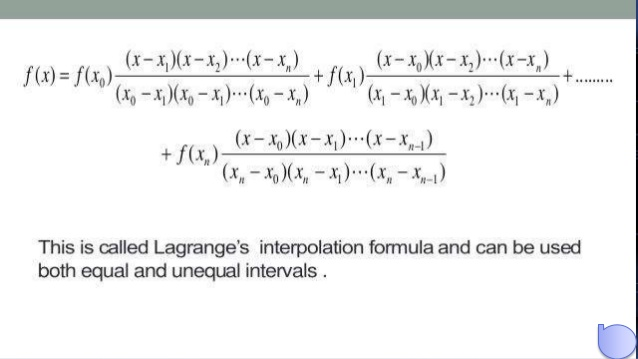 f(x) = f(x₀) (x−x₁)(x−x₂)⋯(x−xₙ) / (x₀−x₁)(x₀−x₁)⋯(x₀−xₙ) + f(x₁) (x−x₀)(x−x₂)⋯(x−xₙ) / (x₁−x₀)(x₁−x₂)⋯(x₁−xₙ) + .........
+ f(xₙ) (x−x₀)(x−x₁)⋯(x−xₙ₋₁) / (xₙ−x₀)(xₙ−x₁)⋯(xₙ−xₙ₋₁)
This is called Lagrange's interpolation formula and can be used
both equal and unequal intervals .